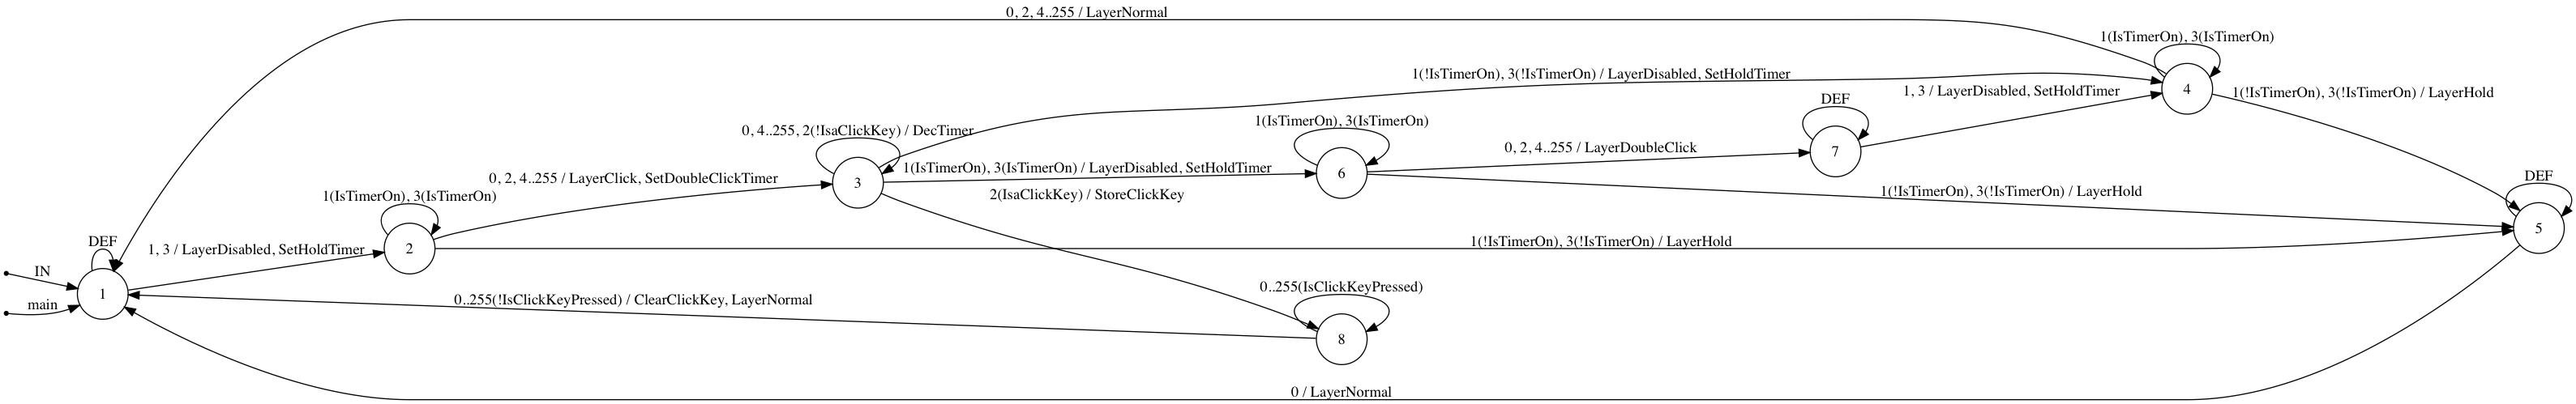 0, 2, 4..255 / LayerNormal
1(IsTimerOn), 3(IsTimerOn)
1(!IsTimerOn), 3(!IsTimerOn) / LayerDisabled, SetHoldTimer
4
1, 3 / LayerDisabled, SetHoldTimer
1(!IsTimerOn), 3(!IsTimerOn) / LayerHold
DEF
0, 4..255, 2(!IsaClickKey) / DecTimer
1(IsTimerOn), 3(IsTimerOn)
0, 2, 4..255 / LayerDoubleClick
7
1(IsTimerOn), 3(IsTimerOn) / LayerDisabled, SetHoldTimer
6
0, 2, 4..255 / LayerClick, SetDoubleClickTimer
3
DEF
1(!IsTimerOn), 3(!IsTimerOn) / LayerHold
1(IsTimerOn), 3(IsTimerOn)
2(IsaClickKey) / StoreClickKey
5
DEF
1, 3 / LayerDisabled, SetHoldTimer
2
1(!IsTimerOn), 3(!IsTimerOn) / LayerHold
IN
1
0..255(IsClickKeyPressed)
main
0..255(!IsClickKeyPressed) / ClearClickKey, LayerNormal
8
0 / LayerNormal